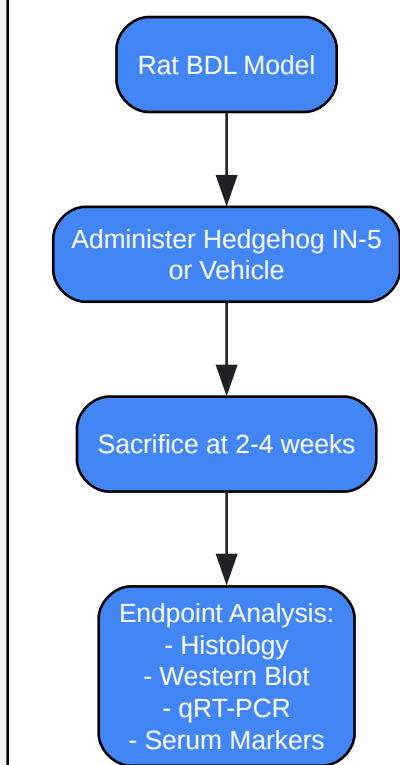 Rat BDL Model
Administer Hedgehog IN-5
or Vehicle
Sacrifice at 2-4 weeks
Endpoint Analysis:
- Histology
- Western Blot
- qRT-PCR
- Serum Markers